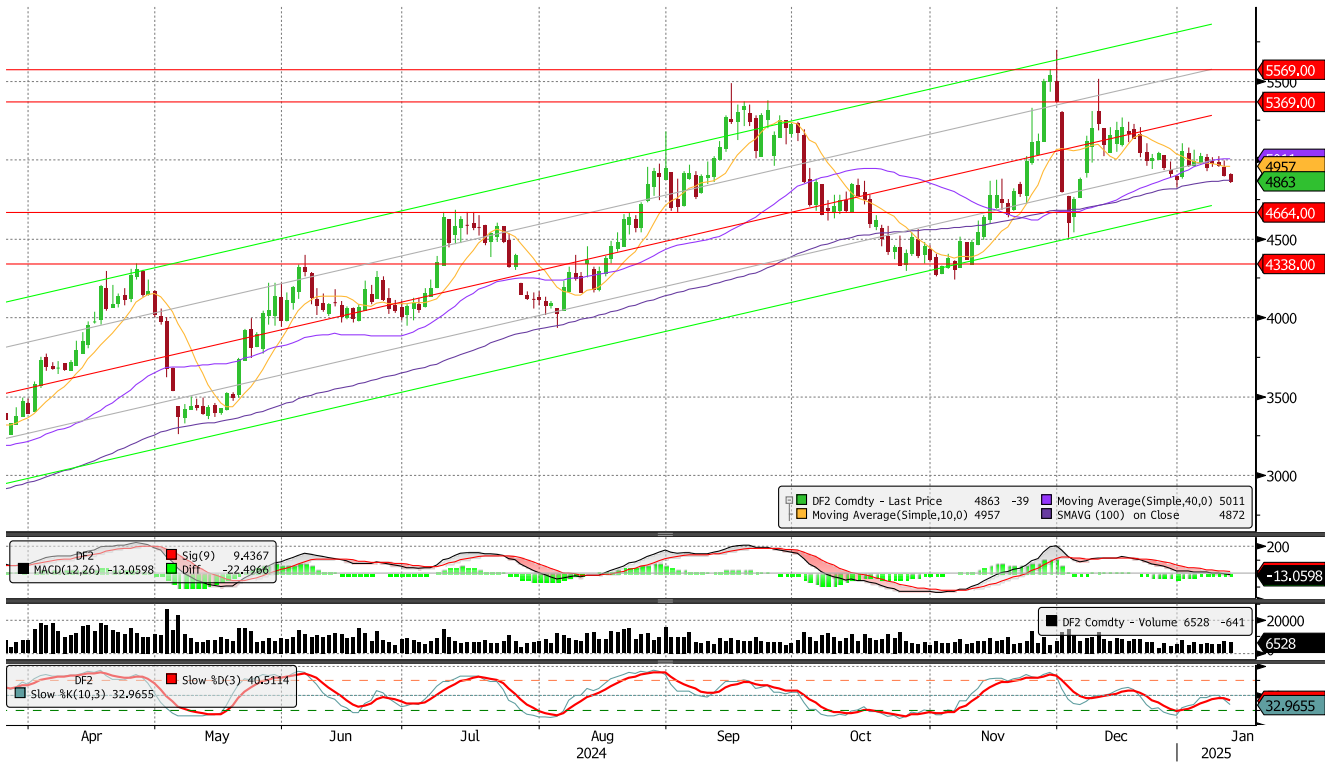 5569.00
5500
5369.00
4957
4863
4664.00
4500
4338.00
4000
3500
3000
DF2 Comdty - Last Price 4863 -39 Moving Average(Simple,40,0) 5011
Moving Average(Simple,10,0) 4957 SMAVG (100) on Close 4872
DF2 Sig(9) 9.4367
MACD(12,26) -13.0598 Diff -22.4966
200
-13.0598
DF2 Comdty - Volume 6528 -641
20000
6528
DF2 Slow %D(3) 40.5114
Slow %K(10,3) 32.9655
32.9655
Apr May Jun Jul Aug Sep Oct Nov Dec Jan
2024 2025